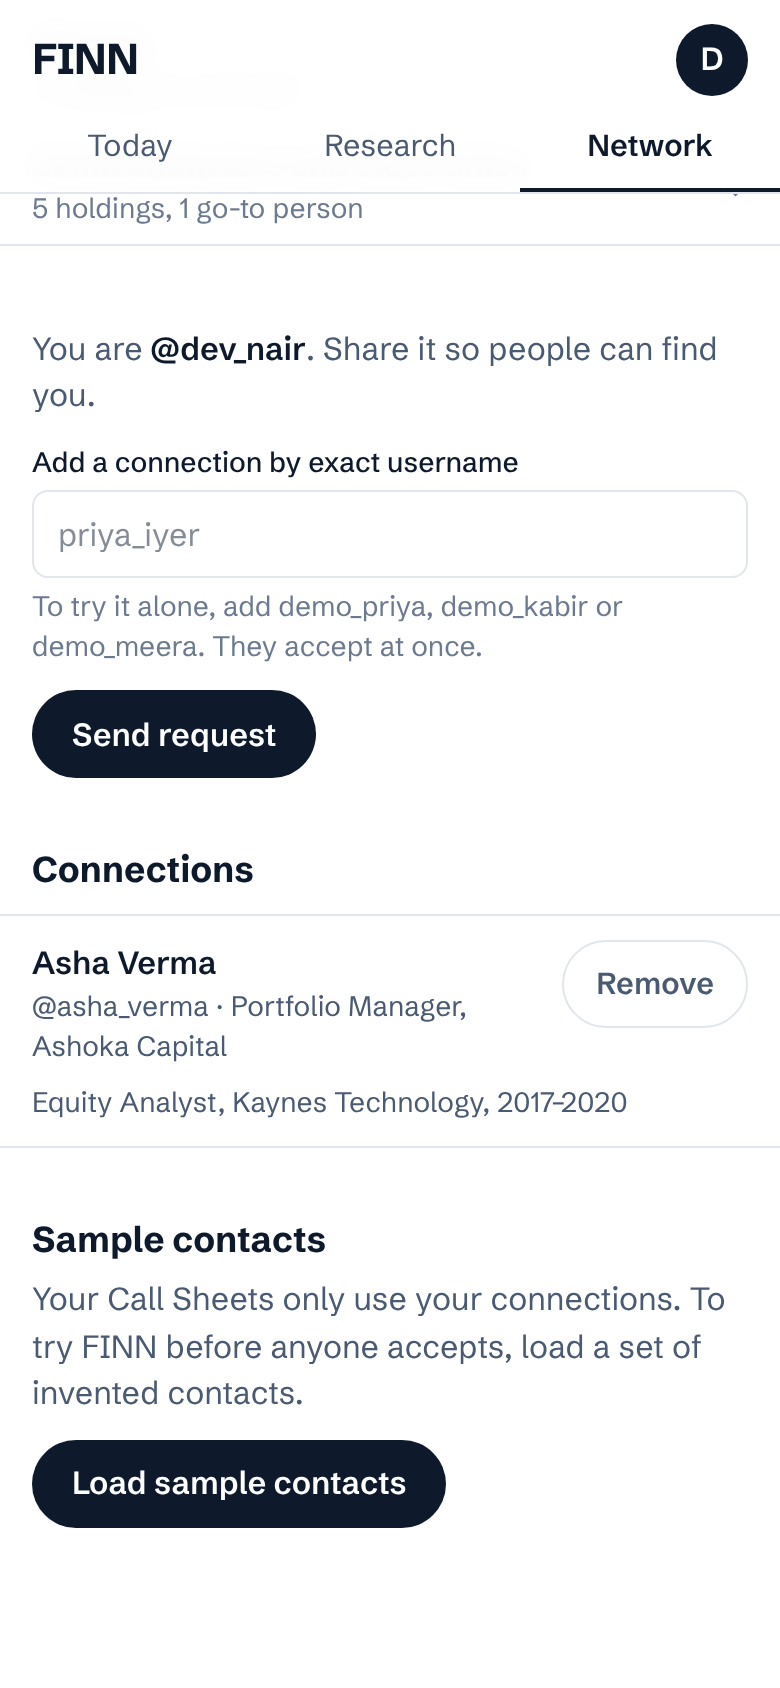 FINN
D
Today
Research
Network
5 holdings, 1 go-to person
You are @dev_nair. Share it so people can find
you.
Add a connection by exact username
priya_iyer
To try it alone, add demo_priya, demo_kabir or
demo_meera. They accept at once.
Send request
Connections
Asha Verma
@asha_verma · Portfolio Manager,
Ashoka Capital
Remove
Equity Analyst, Kaynes Technology, 2017–2020
Sample contacts
Your Call Sheets only use your connections. To
try FINN before anyone accepts, load a set of
invented contacts.
Load sample contacts